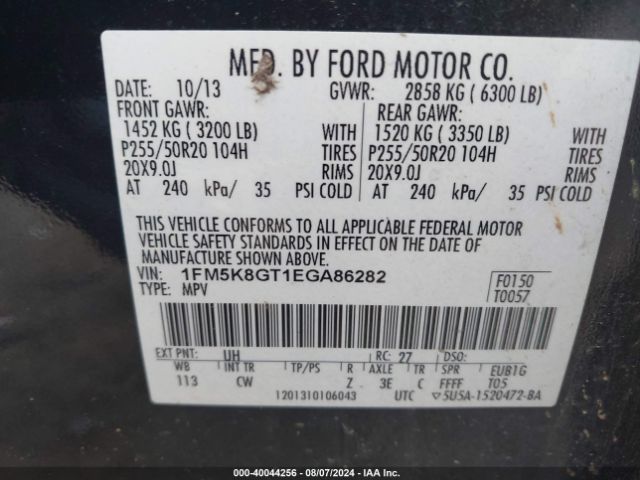 MFD. BY FORD MOTOR CO.
DATE: 10/13 GVWR: 2858 KG ( 6300 LB)
FRONT GAWR: REAR GAWR:
1452 KG ( 3200 LB) WITH 1520 KG ( 3350 LB) WITH
P255/50R20 104H TIRES P255/50R20 104H TIRES
20X9.0J RIMS 20X9.0J RIMS
AT 240 kPa/ 35 PSI COLD AT 240 kPa/ 35 PSI COLD
THIS VEHICLE CONFORMS TO ALL APPLICABLE FEDERAL MOTOR
VEHICLE SAFETY STANDARDS IN EFFECT ON THE DATE OF
MANUFACTURE SHOWN ABOVE.
VIN: 1FM5K8GT1EGA86282 F0150
TYPE: MPV T0057
EXT PNT: UH RC: 27 DSO:
WB INT TR TP/PS R AXLE TR SPR EUB1G
113 CW Z 3E C FFFF T05
1201310106043 UTC ▽5U5A-1520472-BA
000-40044256 - 08/07/2024 - IAA Inc.